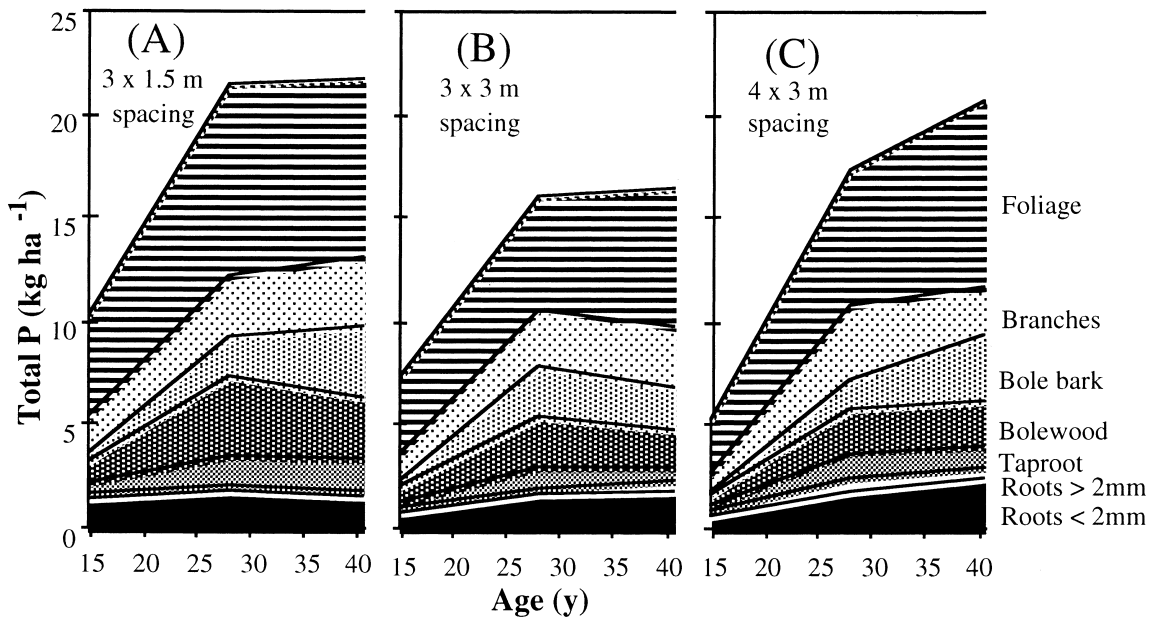 25
20
15
10
5
0
Total P (kg ha -1)
(A)
3 x 1.5 m
spacing
(B)
3 x 3 m
spacing
(C)
4 x 3 m
spacing
Foliage
Branches
Bole bark
Bolewood
Taproot
Roots > 2mm
Roots < 2mm
15 20 25 30 35 40
15 20 25 30 35 40
15 20 25 30 35 40
Age (y)